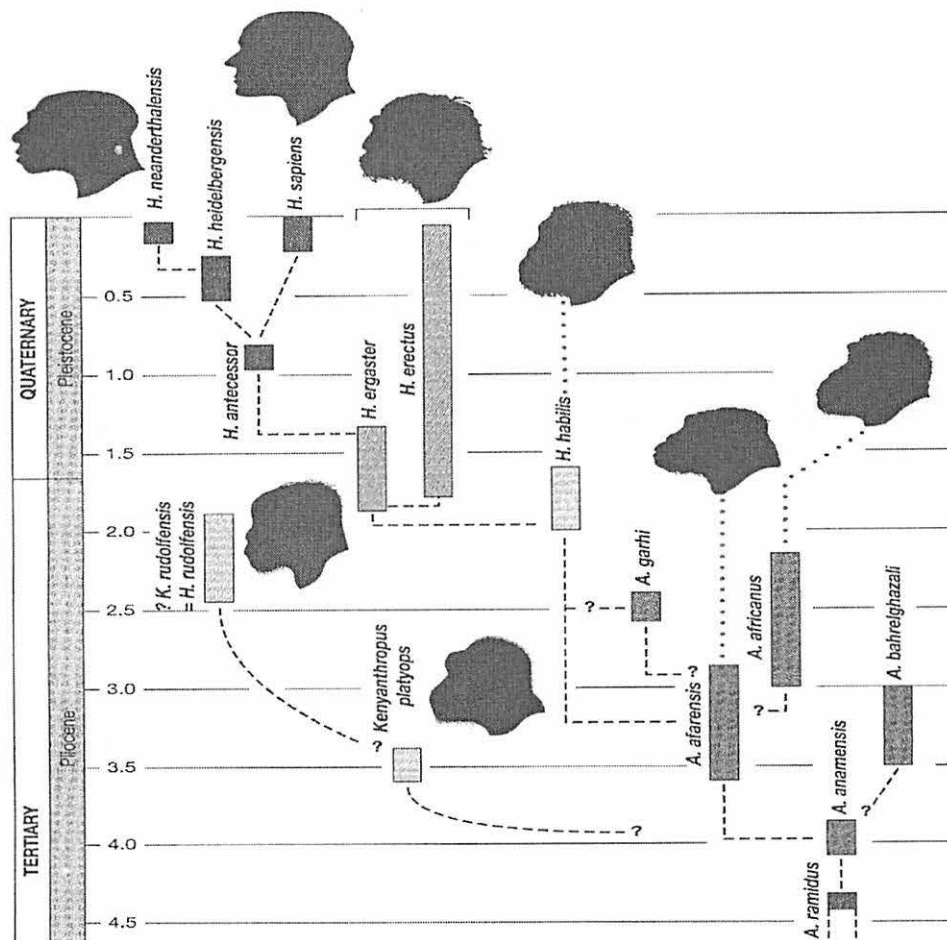 H. neanderthalensis
H. heidelbergensis
H. sapiens
QUATERNARY
Pleistocene
0.5
1.0
1.5
H. antecessor
H. ergaster
H. erectus
H. habilis
2.0
2.5
3.0
3.5
4.0
4.5
TERTIARY
Pliocene
? K. rudolfensis
= H. rudolfensis
Kenyanthropus
platyops
?
?
?
A. garhi
?
A. afarensis
?
A. africanus
A. bahrelghazali
?
A. anamensis
A. ramidus